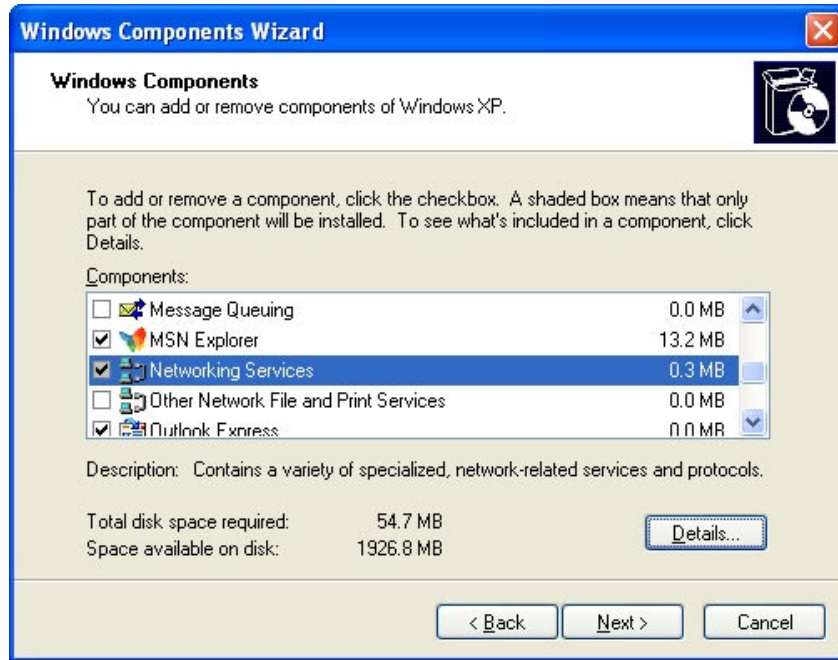 Windows Components Wizard
Windows Components
You can add or remove components of Windows XP.
To add or remove a component, click the checkbox. A shaded box means that only
part of the component will be installed. To see what's included in a component, click
Details.
Components:
Message Queuing 0.0 MB
MSN Explorer 13.2 MB
Networking Services 0.3 MB
Other Network File and Print Services 0.0 MB
Outlook Express 0.0 MB
Description: Contains a variety of specialized, network-related services and protocols.
Total disk space required: 54.7 MB
Space available on disk: 1926.8 MB
Details...
< Back Next > Cancel